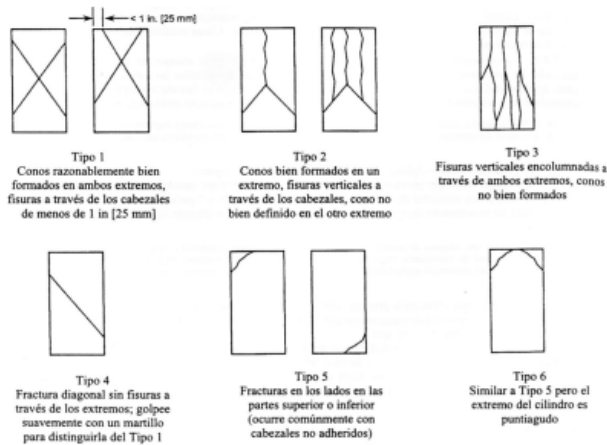 < 1 in. [25 mm]
Tipo 1
Conos razonablemente bien
formados en ambos extremos,
fisuras a través de los cabezales
de menos de 1 in [25 mm]
Tipo 2
Conos bien formados en un
extremo, fisuras verticales a
través de los cabezales, cono no
bien definido en el otro extremo
Tipo 3
Fisuras verticales encolumnadas a
través de ambos extremos, conos
no bien formados
Tipo 4
Fractura diagonal sin fisuras a
través de los extremos; golpee
suavemente con un martillo
para distinguirla del Tipo 1
Tipo 5
Fracturas en los lados en las
partes superior o inferior
(ocurre comúnmente con
cabezales no adheridos)
Tipo 6
Similar a Tipo 5 pero el
extremo del cilindro es
puntiagudo